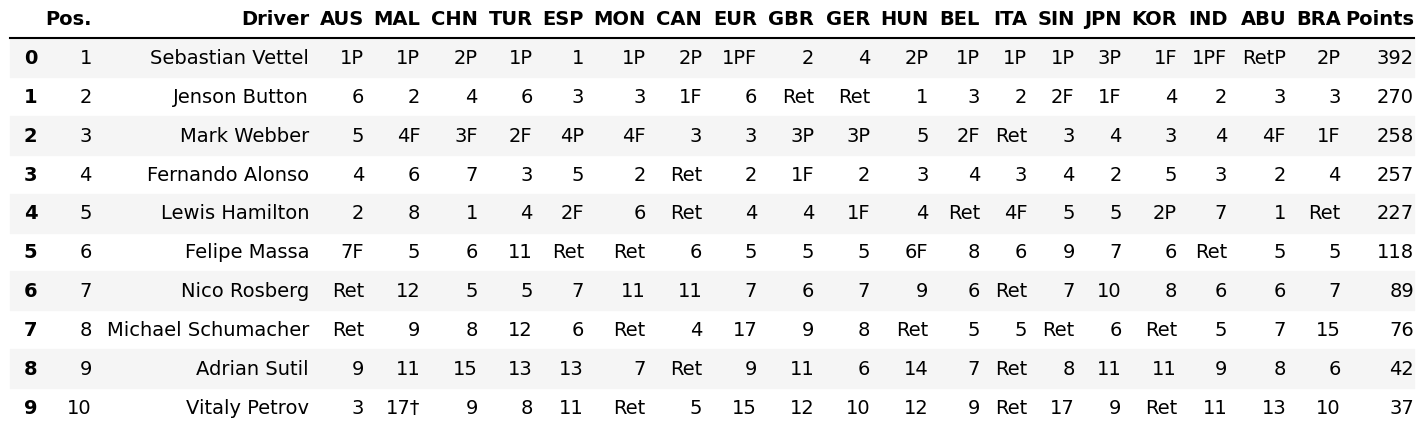 Pos. Driver AUS MAL CHN TUR ESP MON CAN EUR GBR GER HUN BEL ITA SIN JPN KOR IND ABU BRA Points
0 1 Sebastian Vettel 1P 1P 2P 1P 1 1P 2P 1PF 2 4 2P 1P 1P 1P 3P 1F 1PF RetP 2P 392
1 2 Jenson Button 6 2 4 6 3 3 1F 6 Ret Ret 1 3 2 2F 1F 4 2 3 3 270
2 3 Mark Webber 5 4F 3F 2F 4P 4F 3 3 3P 3P 5 2F Ret 3 4 3 4 4F 1F 258
3 4 Fernando Alonso 4 6 7 3 5 2 Ret 2 1F 2 3 4 3 4 2 5 3 2 4 257
4 5 Lewis Hamilton 2 8 1 4 2F 6 Ret 4 4 1F 4 Ret 4F 5 5 2P 7 1 Ret 227
5 6 Felipe Massa 7F 5 6 11 Ret Ret 6 5 5 5 6F 8 6 9 7 6 Ret 5 5 118
6 7 Nico Rosberg Ret 12 5 5 7 11 11 7 6 7 9 6 Ret 7 10 8 6 6 7 89
7 8 Michael Schumacher Ret 9 8 12 6 Ret 4 17 9 8 Ret 5 5 Ret 6 Ret 5 7 15 76
8 9 Adrian Sutil 9 11 15 13 13 7 Ret 9 11 6 14 7 Ret 8 11 11 9 8 6 42
9 10 Vitaly Petrov 3 17† 9 8 11 Ret 5 15 12 10 12 9 Ret 17 9 Ret 11 13 10 37